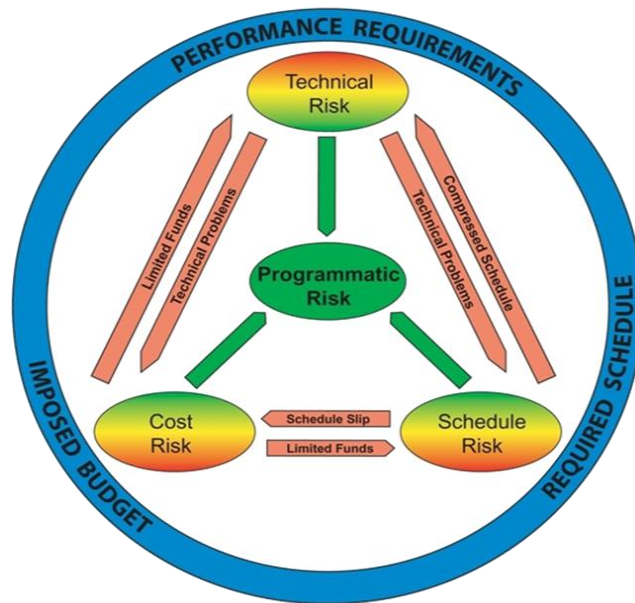 PERFORMANCE REQUIREMENTS
Technical
Risk
Limited Funds
Technical Problems
Technical Problems
Compressed Schedule
Programmatic
Risk
Cost
Risk
Schedule Slip
Limited Funds
Schedule
Risk
IMPOSED BUDGET
REQUIRED SCHEDULE